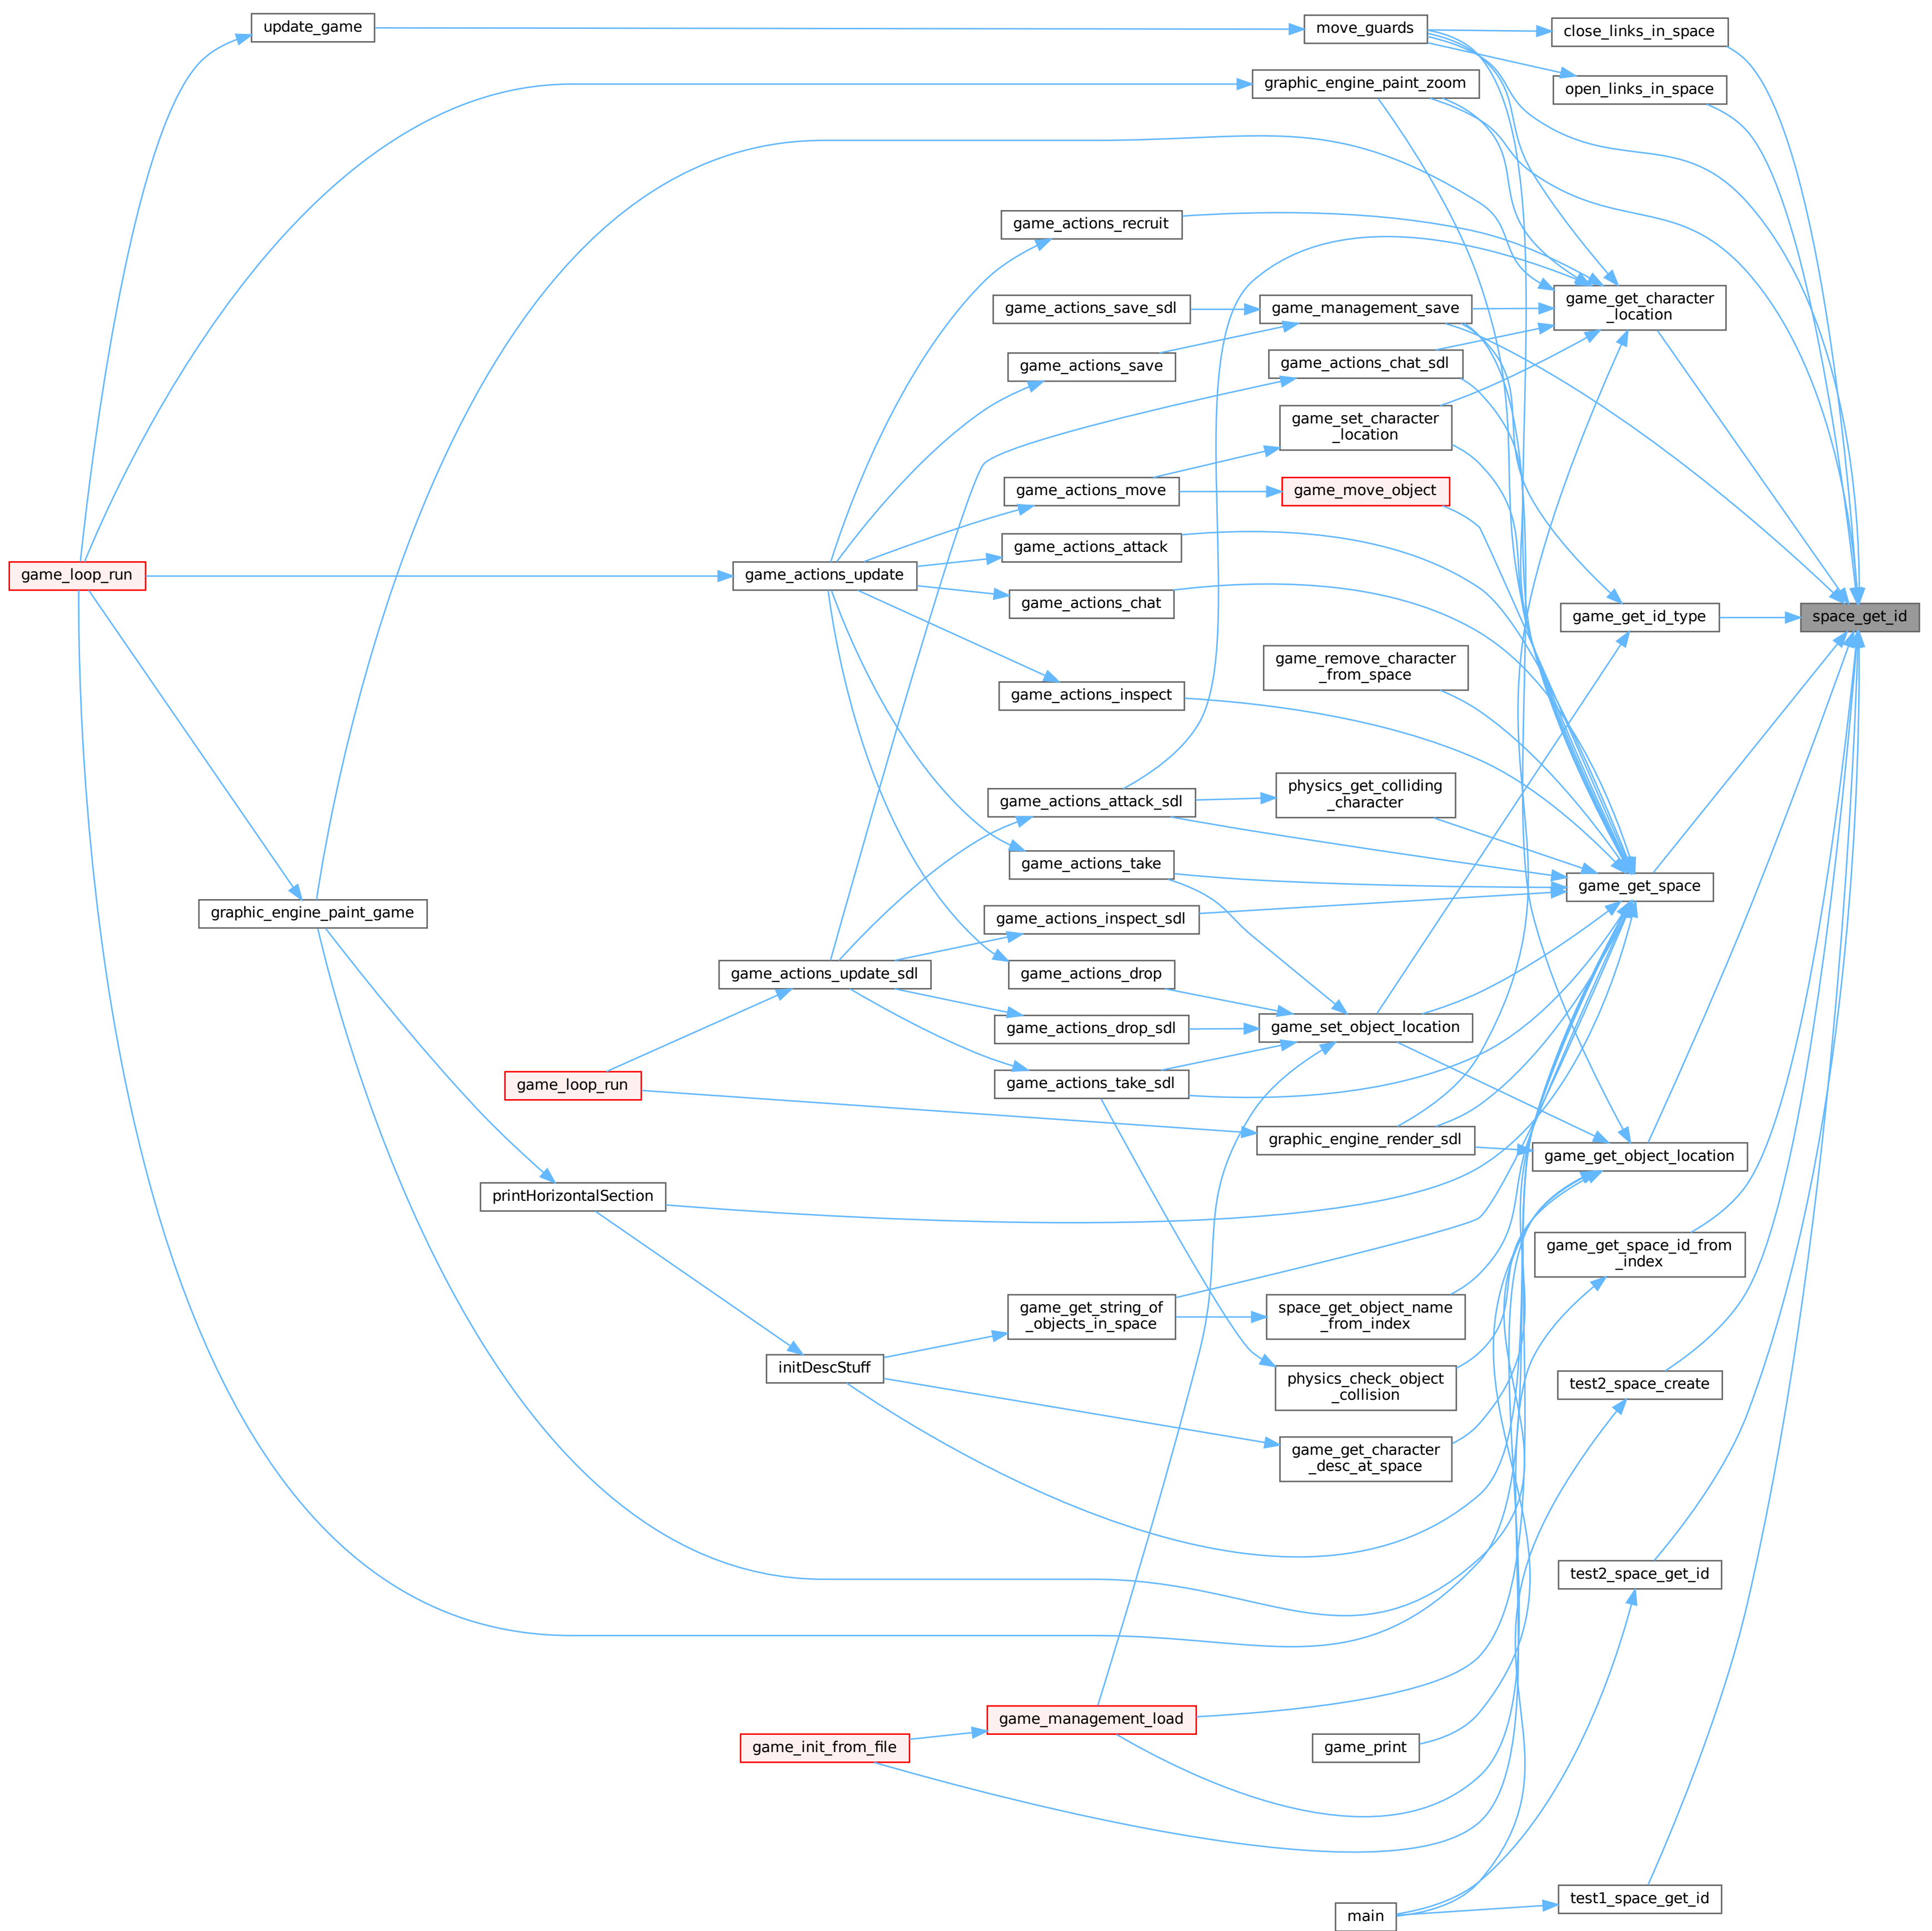 update_game
move_guards
close_links_in_space
graphic_engine_paint_zoom
open_links_in_space
game_actions_recruit
game_get_character
_location
game_actions_save_sdl
game_management_save
game_actions_save
game_actions_chat_sdl
game_set_character
_location
game_actions_move
game_move_object
game_actions_attack
game_loop_run
game_actions_update
game_actions_chat
game_get_id_type
space_get_id
game_remove_character
_from_space
game_actions_inspect
physics_get_colliding
_character
game_actions_attack_sdl
game_actions_take
game_get_space
graphic_engine_paint_game
game_actions_inspect_sdl
game_actions_update_sdl
game_actions_drop
game_actions_drop_sdl
game_set_object_location
game_loop_run
game_actions_take_sdl
graphic_engine_render_sdl
game_get_object_location
printHorizontalSection
game_get_space_id_from
_index
game_get_string_of
_objects_in_space
space_get_object_name
_from_index
initDescStuff
physics_check_object
_collision
test2_space_create
game_get_character
_desc_at_space
test2_space_get_id
game_management_load
game_init_from_file
game_print
test1_space_get_id
main